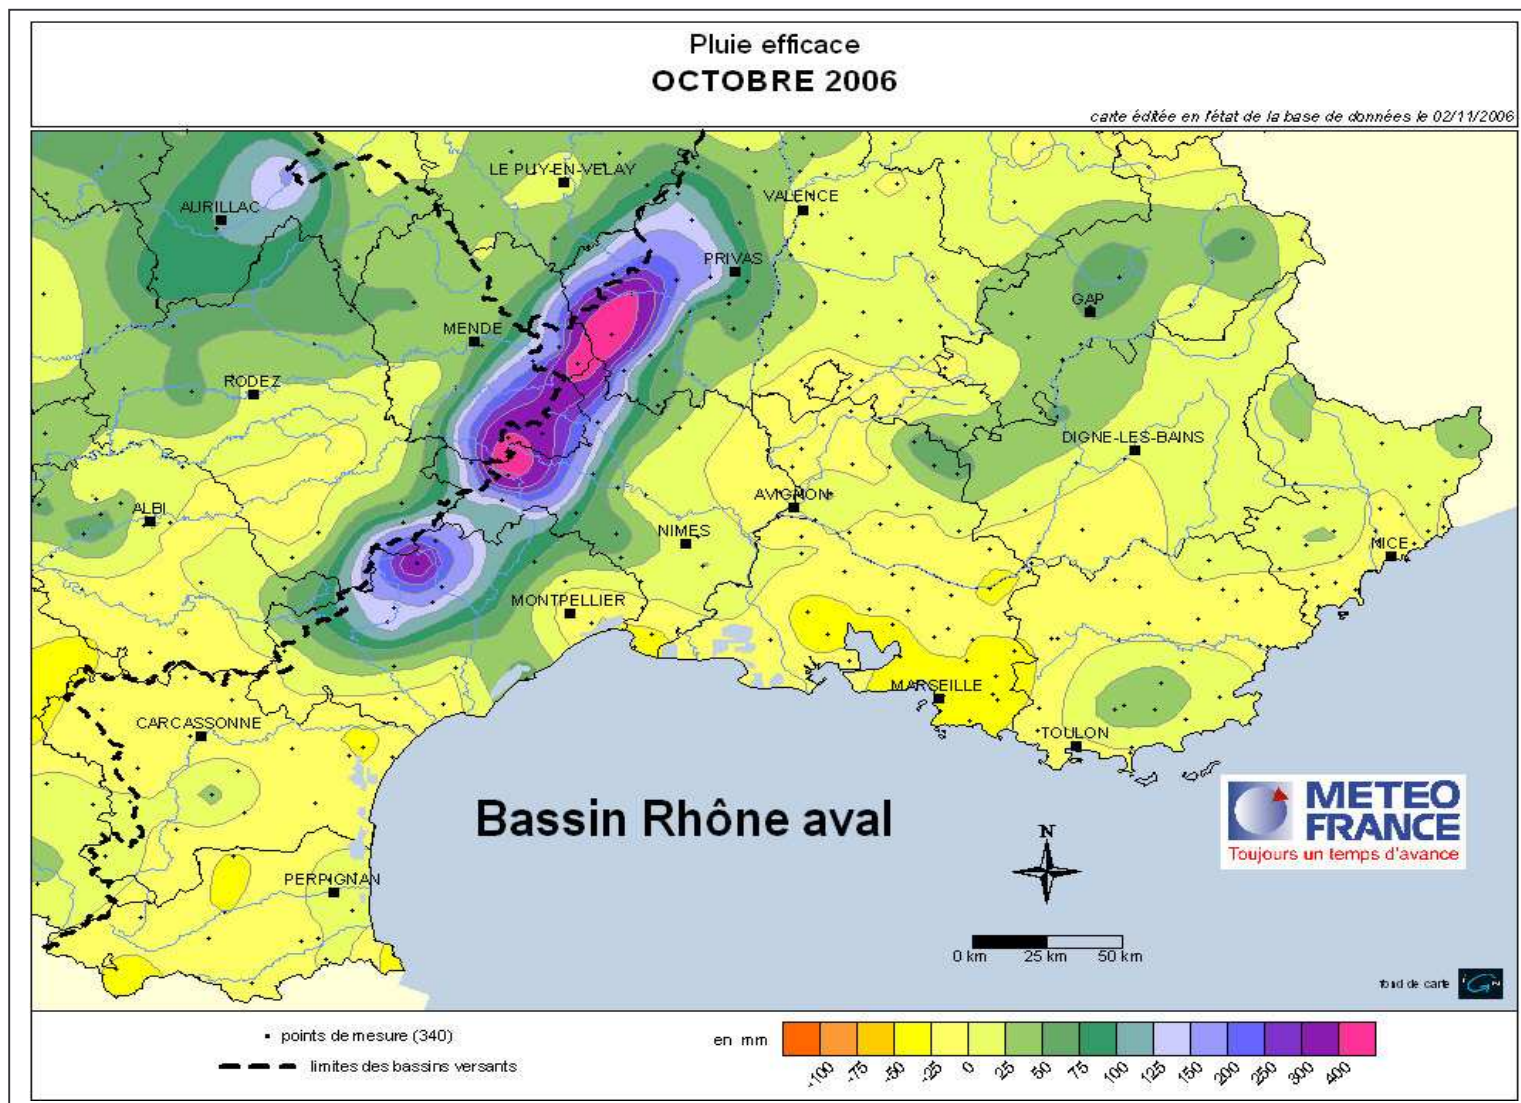 Pluie efficace
OCTOBRE 2006
carte éditée en l'état de la base de données le 02/11/2006
LE PUY-EN-VELAY
AURILLAC
VALENCE
PRIVAS
GAP
MENDE
RODEZ
DIGNE-LES-BAINS
ALBI
AVIGNON
NIMES
NICE
MONTPELLIER
MARSEILLE
CARCASSONNE
TOULON
Bassin Rhône aval
METEO
FRANCE
Toujours un temps d'avance
N
PERPIGNAN
0 km 25 km 50 km
fond de carte IGN
points de mesure (340)
limites des bassins versants
en mm
-100 -75 -50 -25 0 25 50 75 100 125 150 200 250 300 400